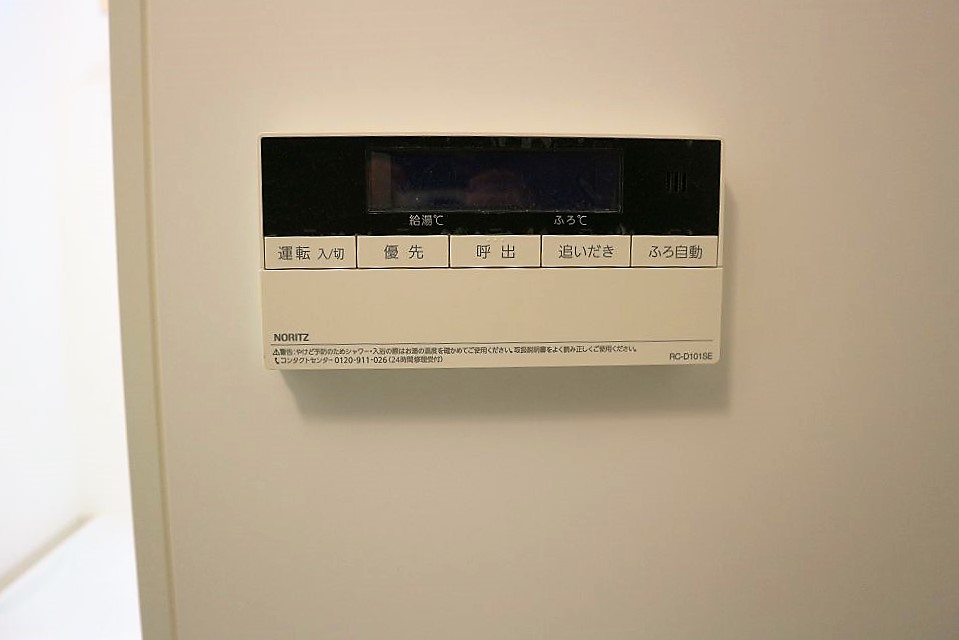 給湯℃ ふろ℃
運転 入/切 優先 呼出 追いだき ふろ自動
NORITZ
⚠警告:やけど予防のためシャワー・入浴の際はお湯の温度を確かめてご使用ください。取扱説明書をよく読み正しくご使用ください。
コンタクトセンター 0120-911-026(24時間修理受付)
RC-D101SE